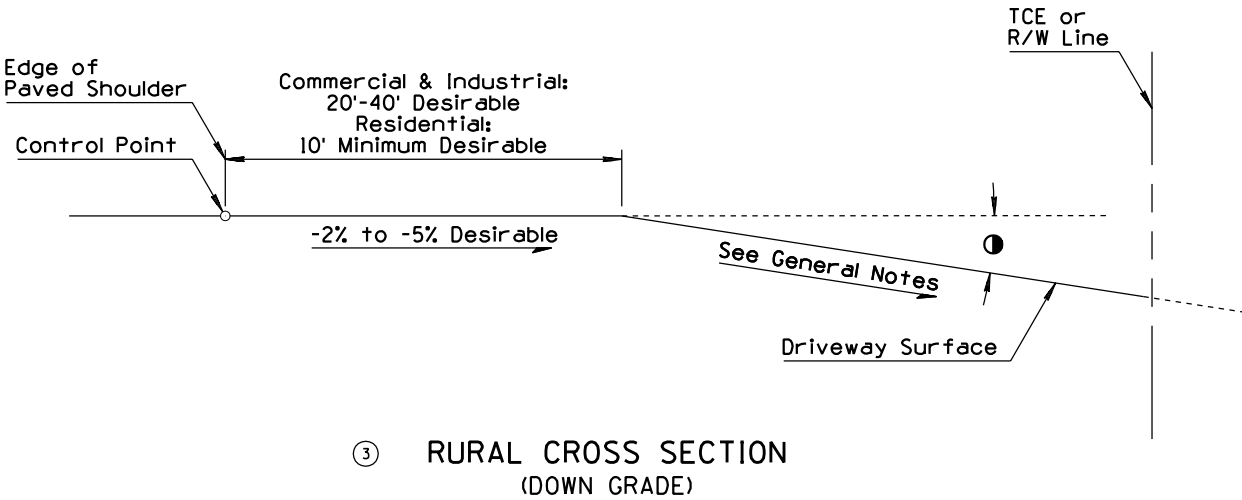 TCE or
R/W Line
Edge of
Paved Shoulder
Commercial & Industrial:
20'-40' Desirable
Residential:
10' Minimum Desirable
Control Point
-2% to -5% Desirable
See General Notes
Driveway Surface
3 RURAL CROSS SECTION
(DOWN GRADE)